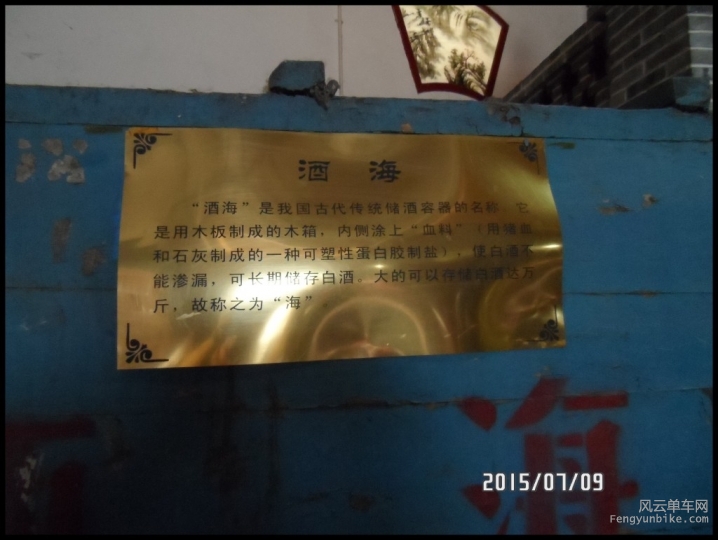 酒 海
“酒海”是我国古代传统储酒容器的名称 它
是用木板制成的木箱，内侧涂上“血料”（用 血
和石灰制成的一种可塑性蛋白胶制盐），使白酒不
能渗漏，可长期储存白酒。大的可以存储白酒达万
斤，故称之为“海”。
海
2015/07/09
风云单车网
Fengyunbike.com